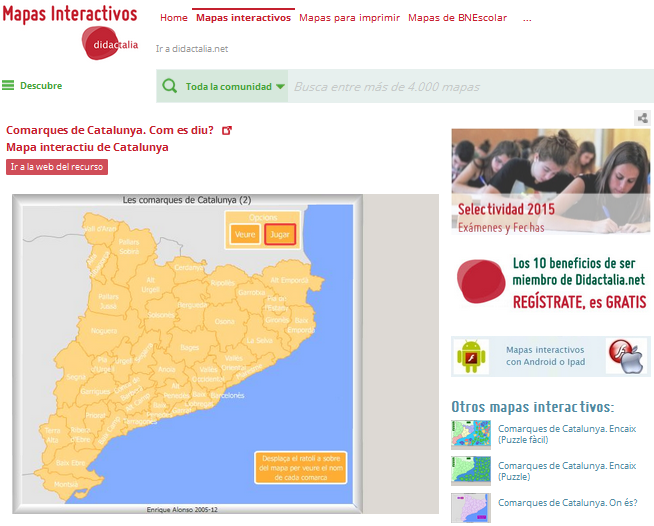 Mapas Interactivos
didactalia
Home Mapas interactivos Mapas para imprimir Mapas de BNEscolar ...
Ir a didactalia.net
Descubre
Toda la comunidad
Busca entre más de 4.000 mapas
Comarques de Catalunya. Com es diu?
Mapa interactiu de Catalunya
Ir a la web del recurso
Les comarques de Catalunya (2)
Opcions
Veure Jugar
Vall d'Aran
Pallars
Sobirà
Alta
Ribagorça
Alt
Urgell
Cerdanya
Ripollès
Alt Empordà
Pallars
Jussà
Berguedà
Garrotxa
Pla de
l'Estany
Solsonès
Osona
Gironès
Baix
Empordà
Noguera
Bages
La Selva
Pla
d'Urgell
Urgell
Segarra
Anoia
Vallès
Oriental
Vallès
Occidental
Maresme
Segrià
Garrigues
Conca de
Barberà
Alt
Penedès
Baix
Llobregat
Barcelonès
Alt Camp
Baix
Penedès
Garraf
Priorat
Baix Camp
Tarragonès
Terra
Alta
Ribera
d'Ebre
Baix Ebre
Montsià
Desplaça el ratolí a sobre
del mapa per veure el nom
de cada comarca
Enrique Alonso 2005-12
Selectividad 2015
Exámenes y Fechas
Los 10 beneficios de ser
miembro de Didactalia.net
REGÍSTRATE, es GRATIS
Mapas interactivos
con Android o Ipad
Otros mapas interactivos:
Comarques de Catalunya. Encaix
(Puzzle fàcil)
Comarques de Catalunya. Encaix
(Puzzle)
Comarques de Catalunya. On és?